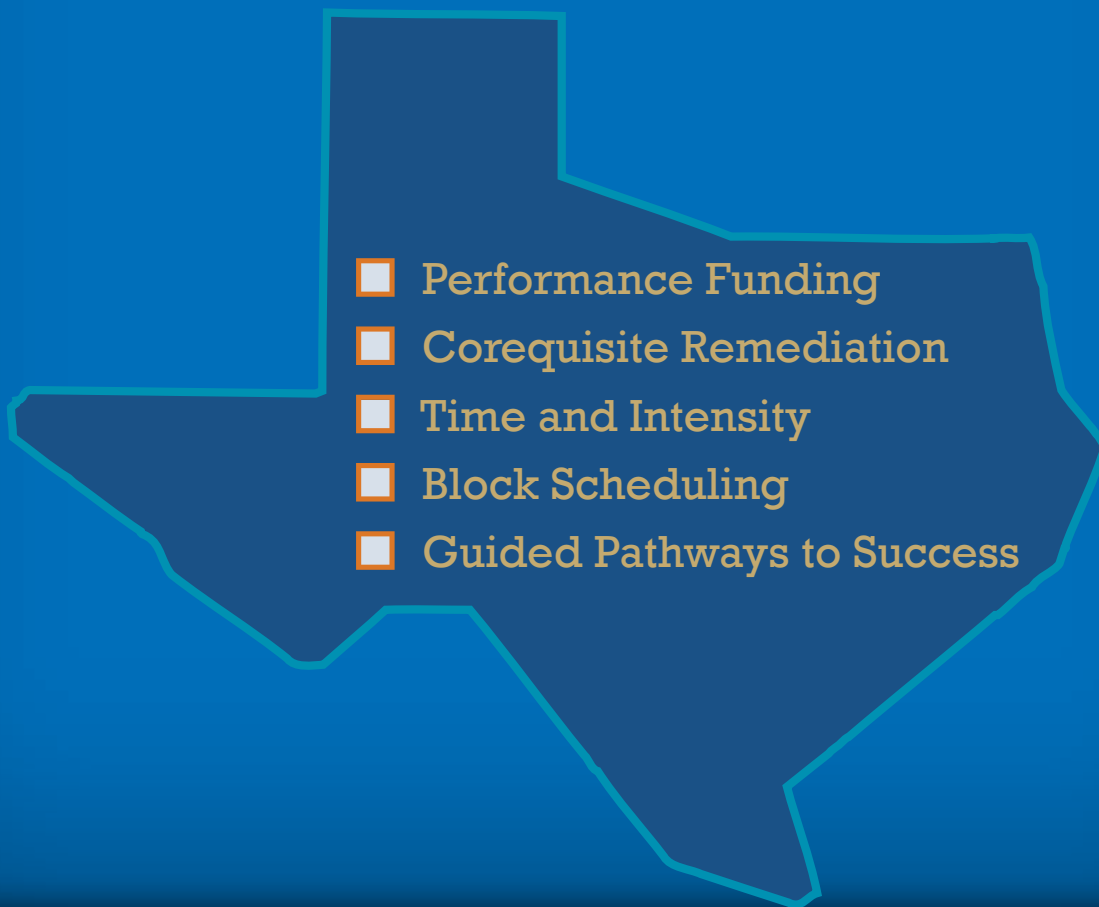 Performance Funding
Corequisite Remediation
Time and Intensity
Block Scheduling
Guided Pathways to Success